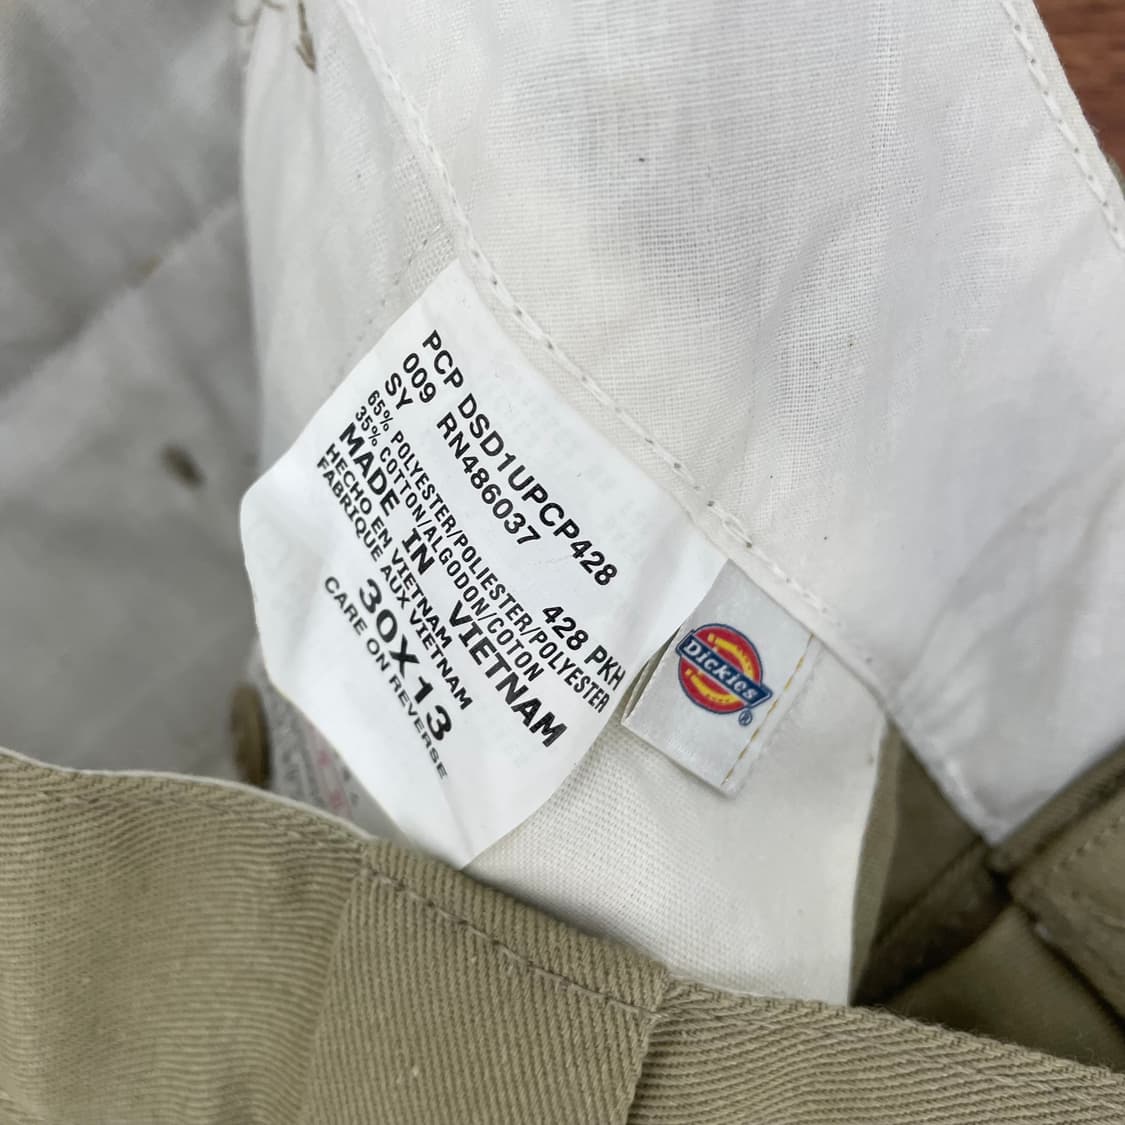 PCP DSD1UPCP428
009 RN486037
SY 428 PKH
65% POLYESTER/POLIESTER/POLYESTER
35% COTTON/ALGODON/COTON
MADE IN VIETNAM
HECHO EN VIETNAM
FABRIQUE AUX VIETNAM
30X13
CARE ON REVERSE
Dickies®